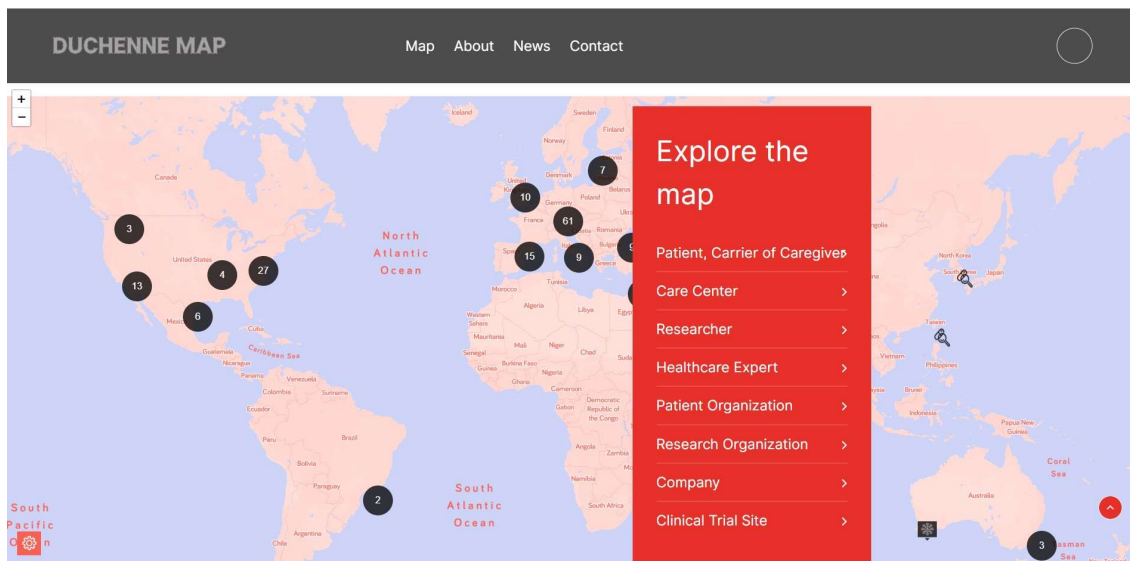 DUCHENNE MAP
Map About News Contact
+
−
Explore the
map
Patient, Carrier of Caregiver
Care Center
Researcher
Healthcare Expert
Patient Organization
Research Organization
Company
Clinical Trial Site
Iceland
Sweden
Finland
Norway
Canada
7
Denmark
United
10
Belarus
Poland
Germany
3
61
France
Romania
North
Atlantic
Ocean
United States
4
27
15
9
Greece
North Korea
Japan
13
Morocco
Tunisia
6
Algeria
Libya
Egypt
Western
Sahara
Cuba
Taiwan
Mauritania
Mali
Niger
Chad
Caribbean Sea
Guatemala
Nicaragua
Senegal
Burkina Faso
Guinea
Nigeria
Ghana
Vietnam
Philippines
Panama
Venezuela
Cameroon
Colombia
Suriname
Brunei
Ecuador
Gabon
Democratic
Republic of
the Congo
Indonesia
Papua New
Guinea
Peru
Brazil
Angola
Zambia
Bolivia
Coral
Sea
Namibia
Paraguay
2
South
Atlantic
Ocean
Australia
South
Pacific
South Africa
Argentina
Chile
3